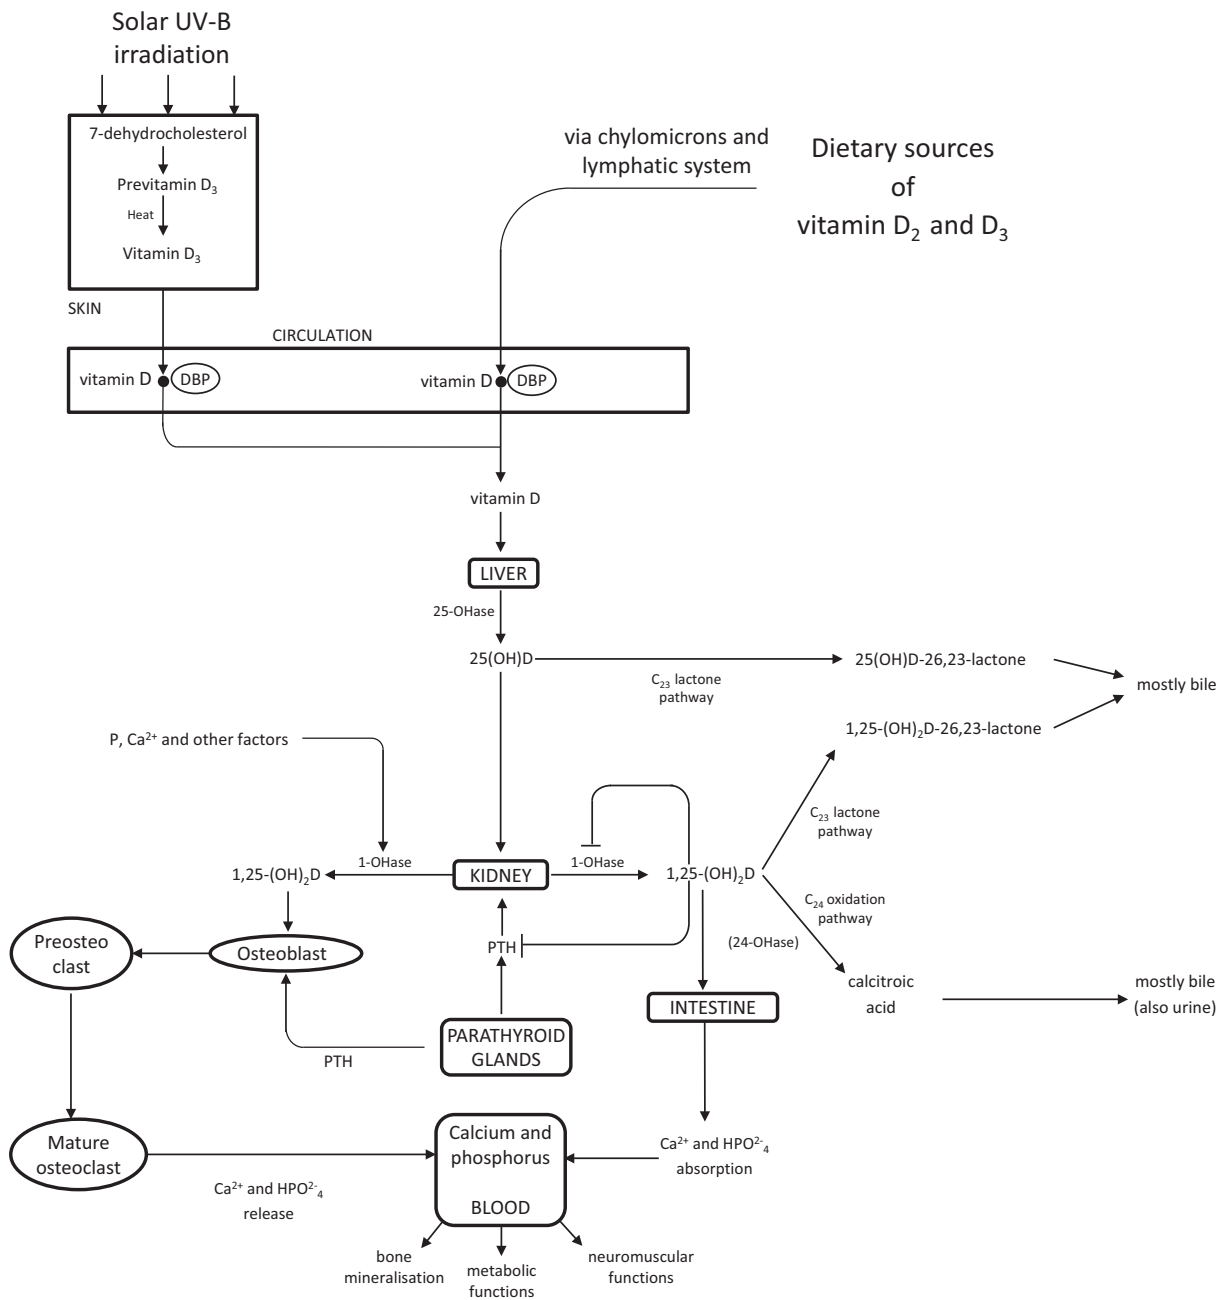 Solar UV-B
irradiation
7-dehydrocholesterol
Previtamin D₃
Heat
Vitamin D₃
SKIN
via chylomicrons and
lymphatic system
Dietary sources
of
vitamin D₂ and D₃
CIRCULATION
vitamin D DBP
vitamin D DBP
vitamin D
LIVER
25-OHase
25(OH)D
C₂₃ lactone
pathway
25(OH)D-26,23-lactone
mostly bile
1,25-(OH)₂D-26,23-lactone
P, Ca²⁺ and other factors
C₂₃ lactone
pathway
1,25-(OH)₂D
1-OHase
KIDNEY
1-OHase
1,25-(OH)₂D
C₂₄ oxidation
pathway
Preosteo
clast
Osteoblast
PTH
(24-OHase)
calcitroic
acid
mostly bile
(also urine)
INTESTINE
PARATHYROID
GLANDS
PTH
Mature
osteoclast
Ca²⁺ and HPO²⁻₄
release
Calcium and
phosphorus
BLOOD
Ca²⁺ and HPO²⁻₄
absorption
bone
mineralisation
metabolic
functions
neuromuscular
functions